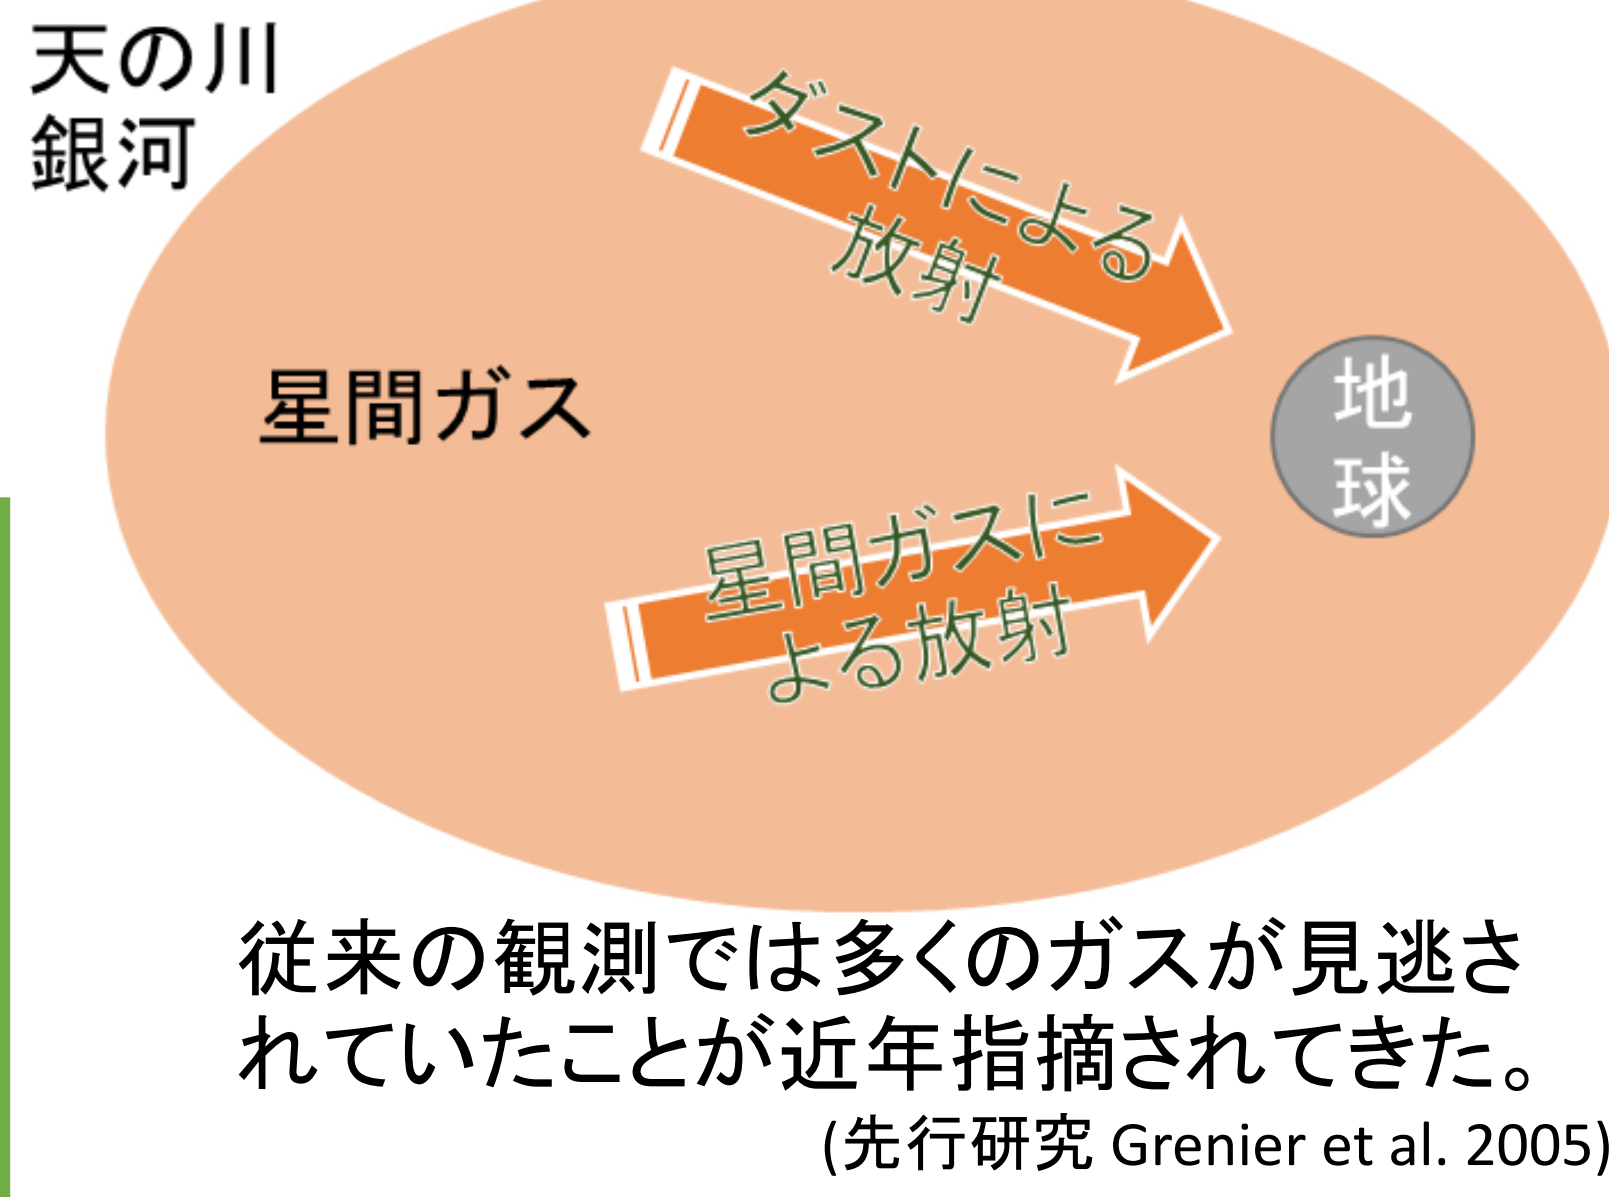 天の川
銀河
ダストによる
放射
星間ガス
地
球
星間ガスに
よる放射
従来の観測では多くのガスが見逃さ
れていたことが近年指摘されてきた。
(先行研究 Grenier et al. 2005)